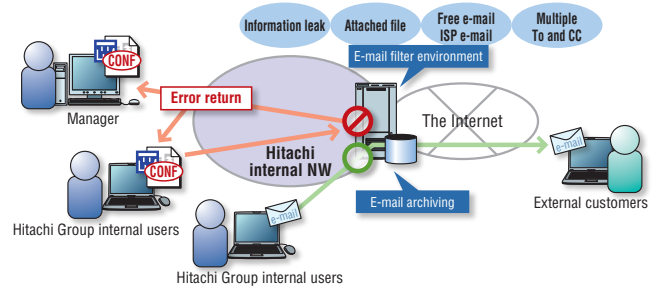 Information leak
Attached file
Free e-mail
ISP e-mail
Multiple
To and CC
E-mail filter environment
CONF
Manager
Error return
The Internet
CONF
Hitachi
internal NW
e-mail
E-mail archiving
External customers
Hitachi Group internal users
e-mail
Hitachi Group internal users